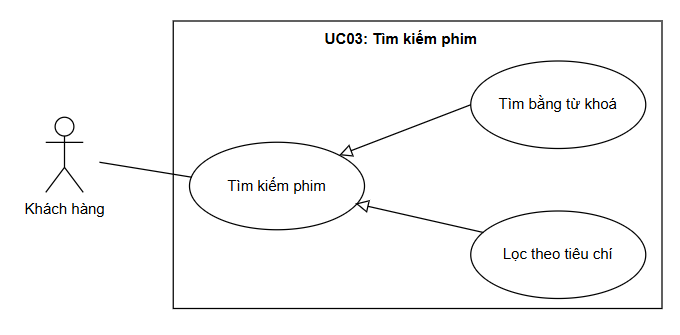 UC03: Tìm kiếm phim
Tìm bằng từ khoá
Tìm kiếm phim
Khách hàng
Lọc theo tiêu chí